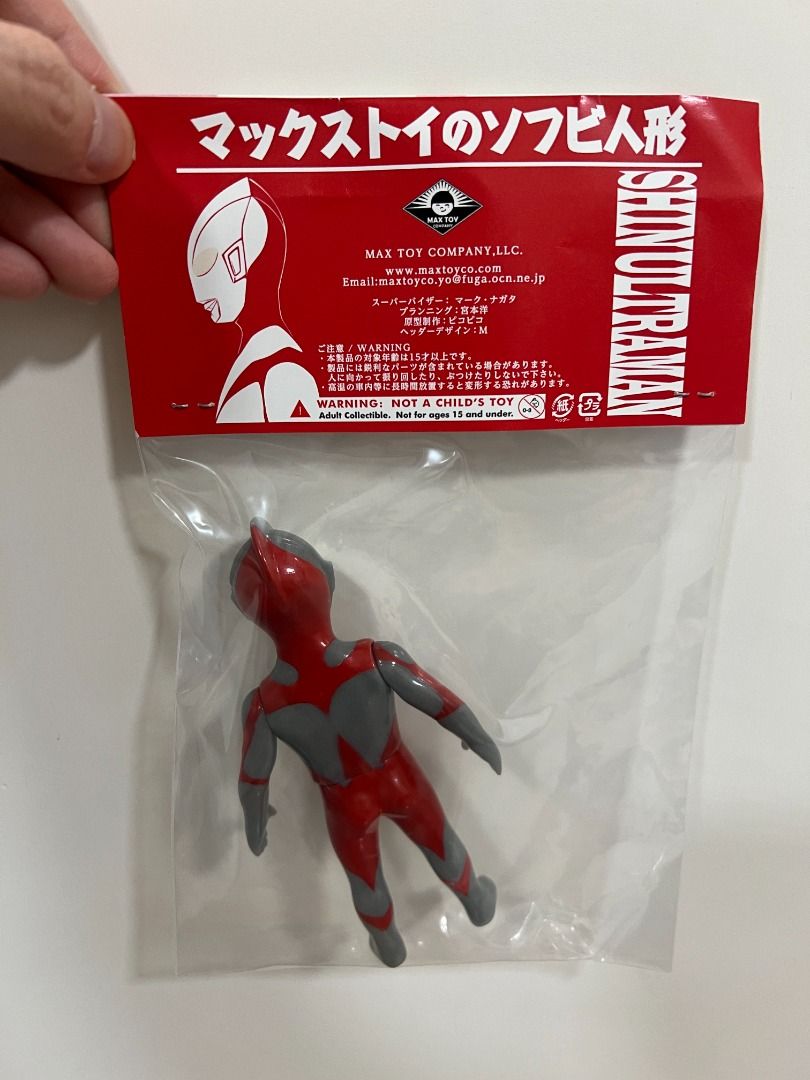 マックストイのソフビ人形
SHIN ULTRAMAN
MAX TOY
COMPANY
MAX TOY COMPANY,LLC.
www.maxtoyco.com
Email:maxtoyco.yo@fuga.ocn.ne.jp
スーパーバイザー： マーク・ナガタ
プランニング：宮本洋
原型制作：ピコピコ
ヘッダーデザイン：M
ご注意 / WARNING
・本製品の対象年齢は15才以上です。
・製品には鋭利なパーツが含まれている場合があります。
人に向かって振り回したり、ぶつけたりしないで下さい。
・高温の車内等に長時間放置すると変形する恐れがあります。
WARNING: NOT A CHILD'S TOY
Adult Collectible. Not for ages 15 and under.
0-3
紙
ヘッダー
プラ